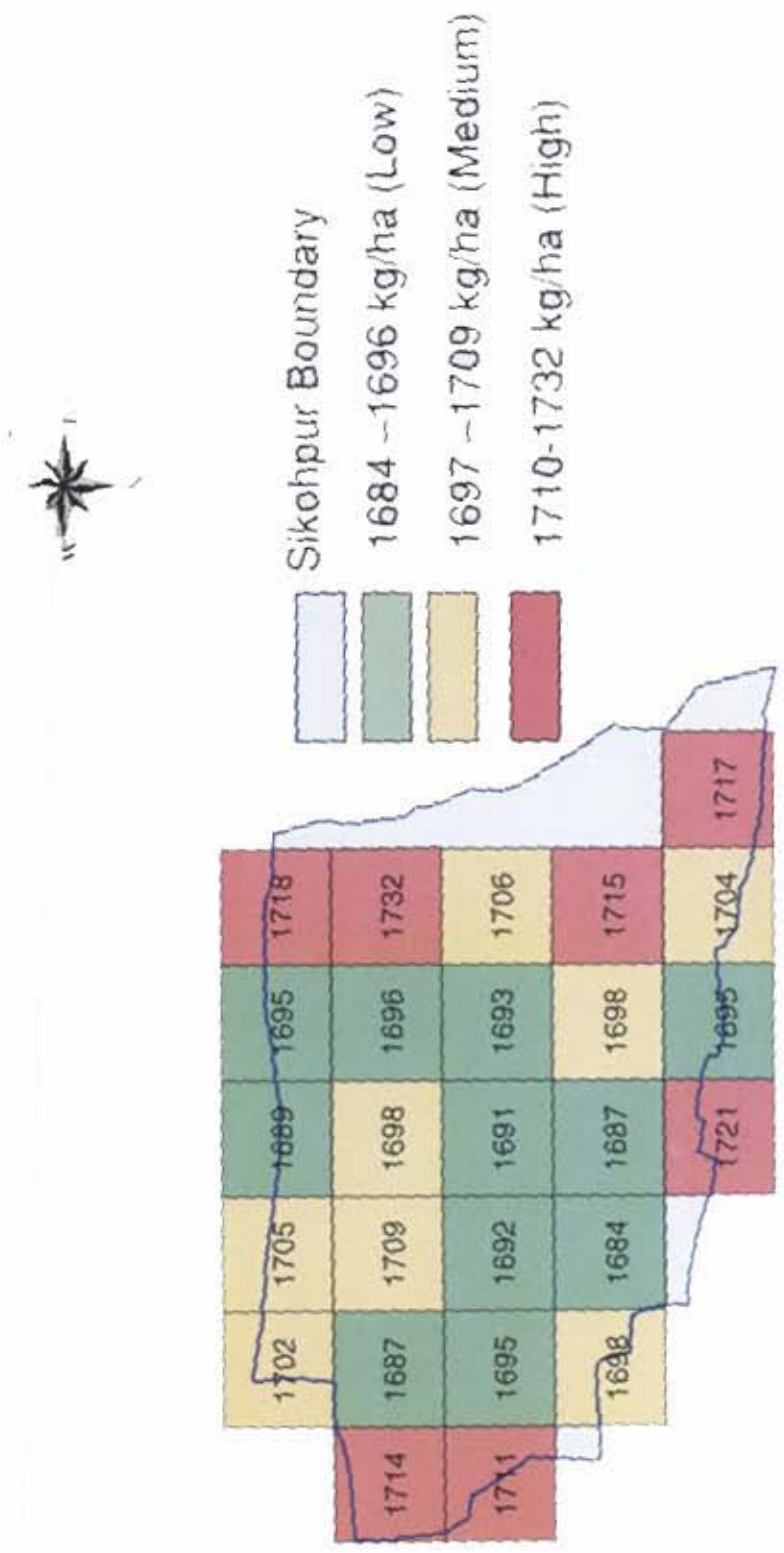 1702 1705 1689 1695 1718
1714 1687 1709 1698 1696 1732
1711 1695 1692 1691 1693 1706
1698 1684 1687 1698 1715
1721 1695 1704 1717
Sikohpur Boundary
1684 –1696 kg/ha (Low)
1697 –1709 kg/ha (Medium)
1710-1732 kg/ha (High)